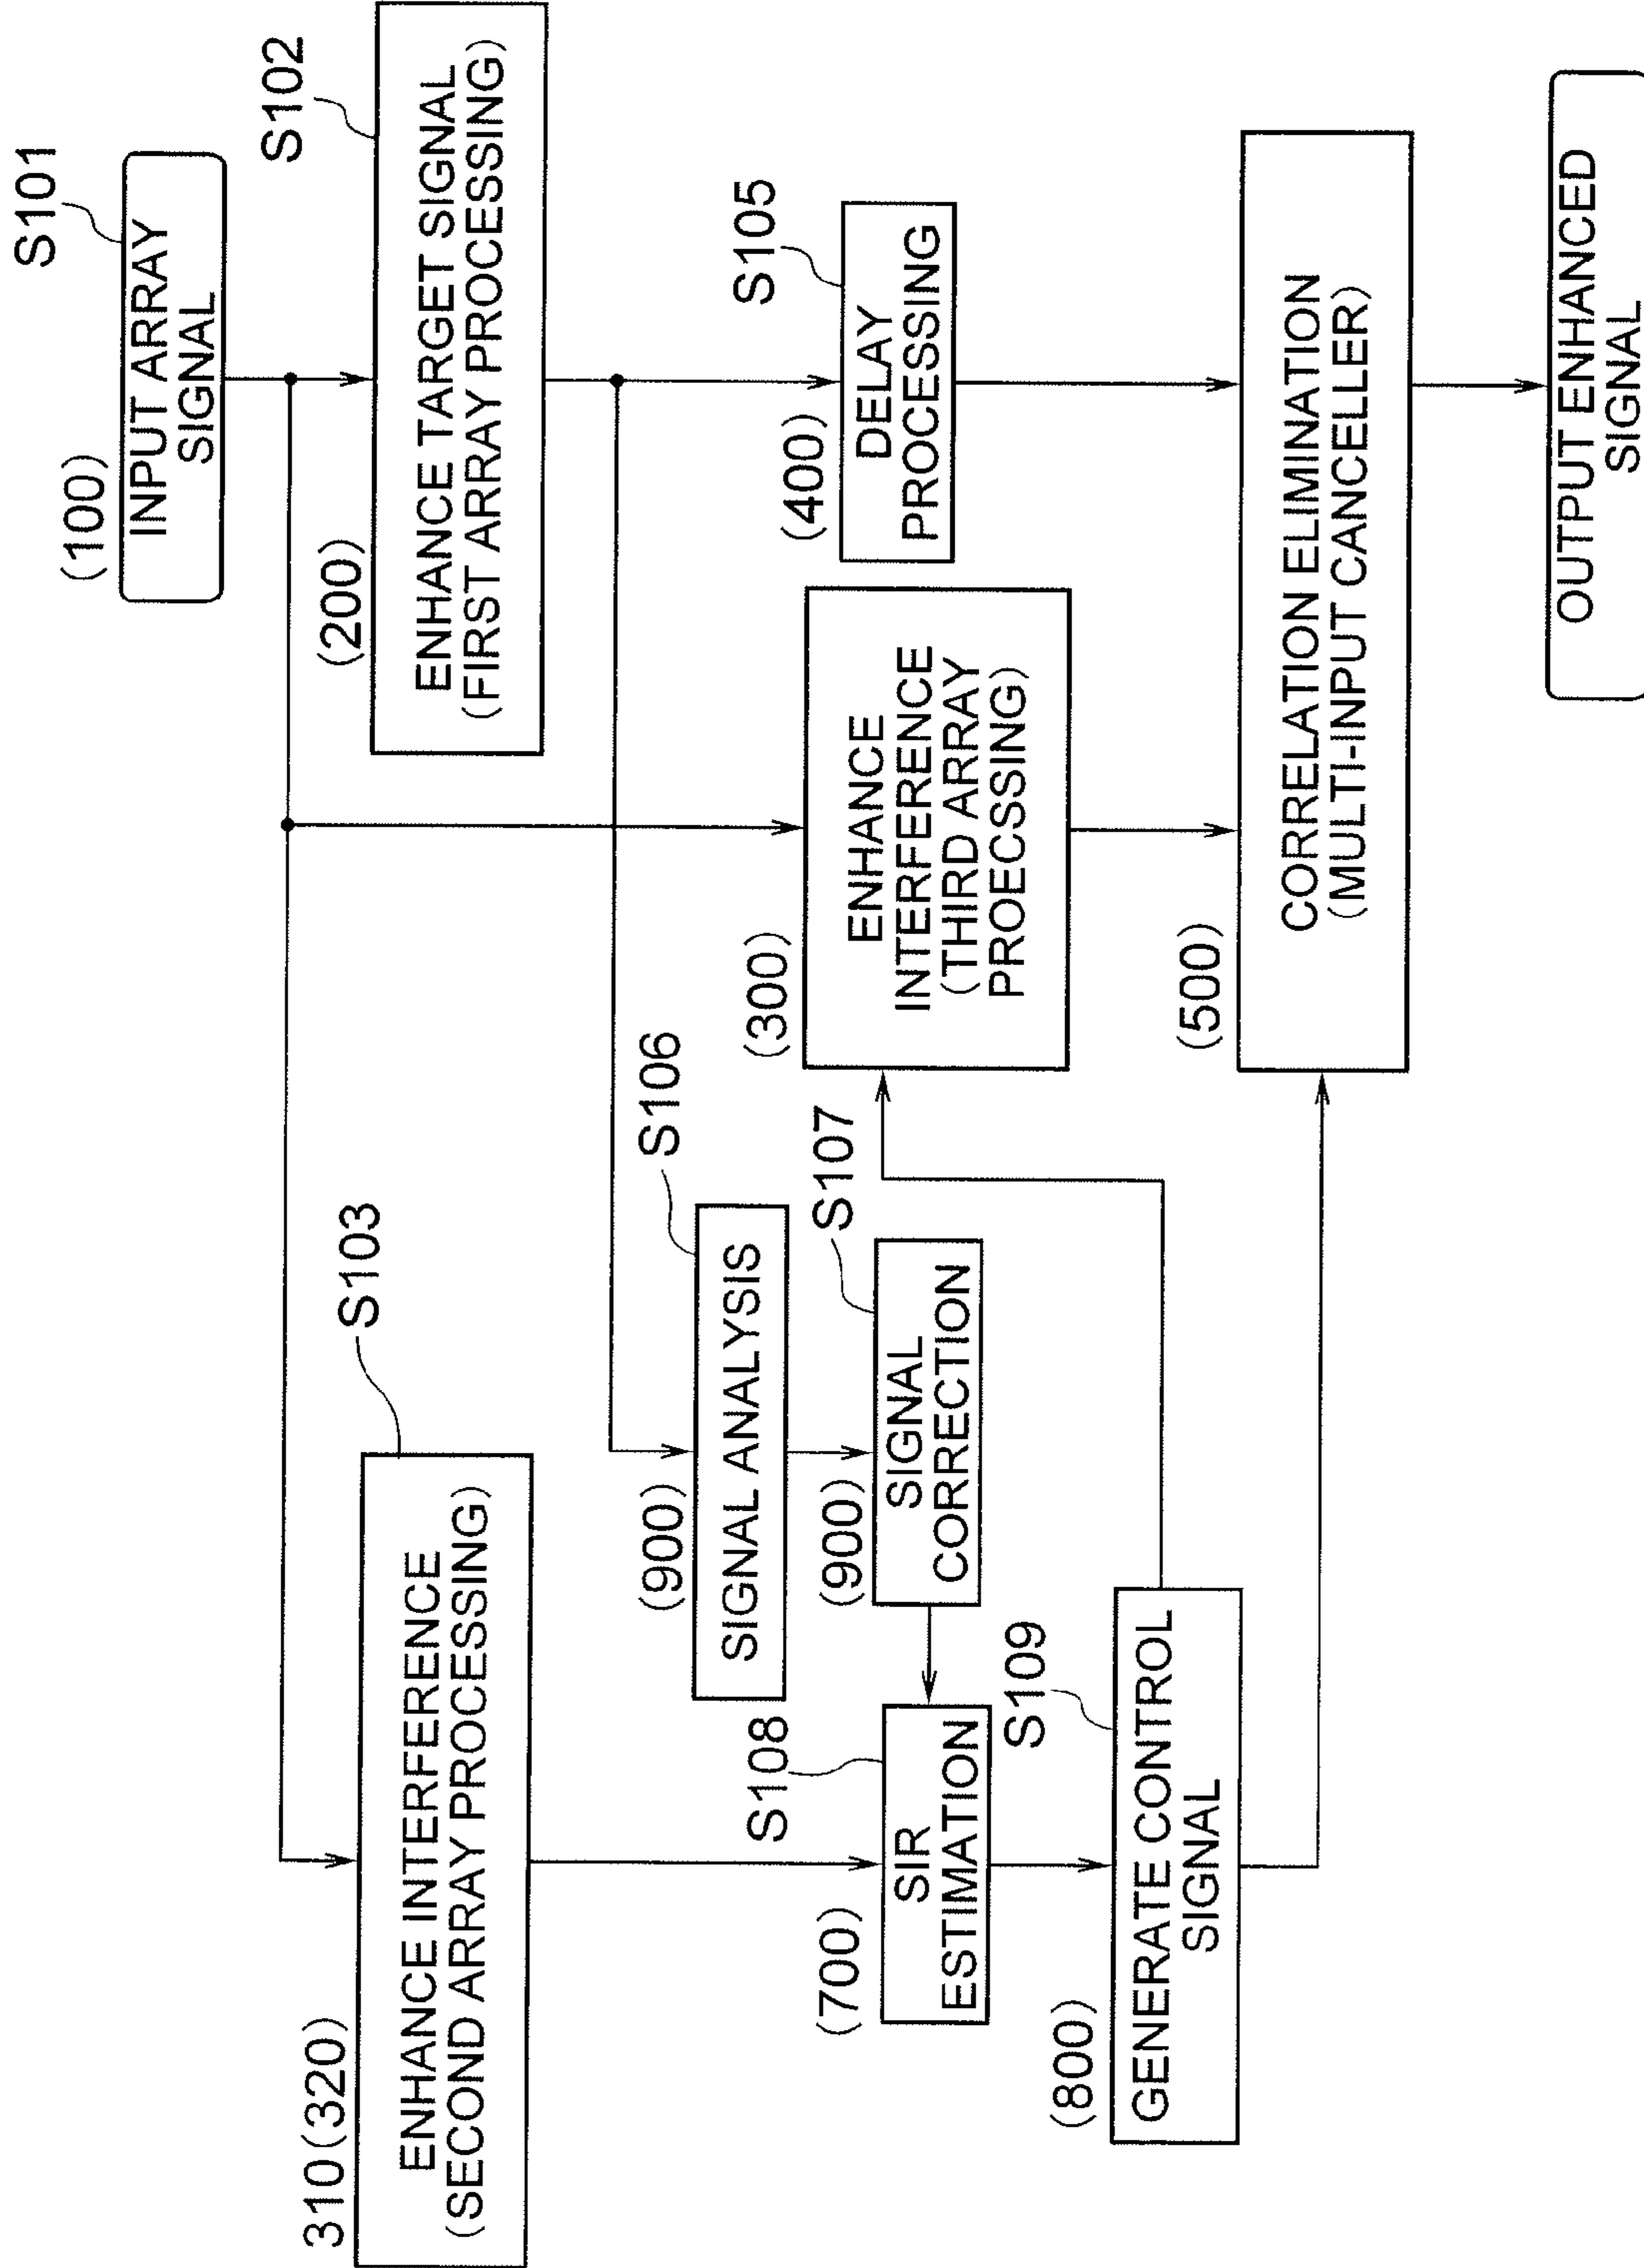 S101
(100)
INPUT ARRAY
SIGNAL
S102
(200)
ENHANCE TARGET SIGNAL
(FIRST ARRAY PROCESSING)
310(320)
S103
ENHANCE INTERFERENCE
(SECOND ARRAY PROCESSING)
(900)
S106
SIGNAL ANALYSIS
(900)
S107
SIGNAL
CORRECTION
(300)
ENHANCE
INTERFERENCE
(THIRD ARRAY
PROECSSING)
(400)
S105
DELAY
PROCESSING
(700)
S108
SIR
ESTIMATION
(800)
S109
GENERATE CONTROL
SIGNAL
(500)
CORRELATION ELIMINATION
(MULTI-INPUT CANCELLER)
OUTPUT ENHANCED
SIGNAL